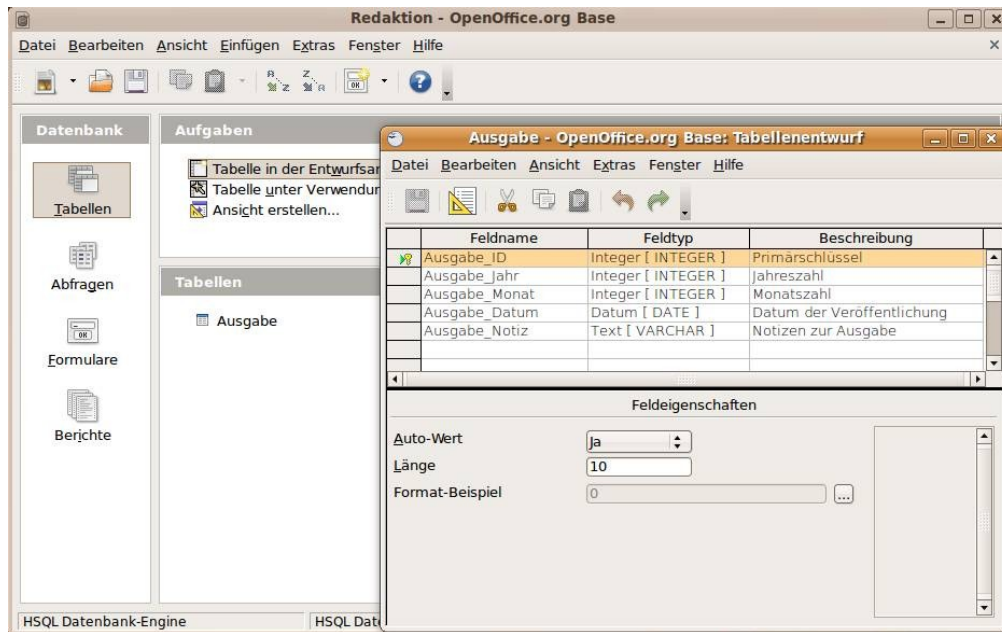 Redaktion - OpenOffice.org Base
Datei Bearbeiten Ansicht Einfügen Extras Fenster Hilfe
Datenbank
Tabellen
Abfragen
Formulare
Berichte
Aufgaben
Tabelle in der Entwurfsan
Tabelle unter Verwendur
Ansicht erstellen...
Tabellen
Ausgabe
HSQL Datenbank-Engine
HSQL Date
Ausgabe - OpenOffice.org Base: Tabellenentwurf
Datei Bearbeiten Ansicht Extras Fenster Hilfe
Feldname Feldtyp Beschreibung
Ausgabe_ID Integer [ INTEGER ] Primärschlüssel
Ausgabe_Jahr Integer [ INTEGER ] Jahreszahl
Ausgabe_Monat Integer [ INTEGER ] Monatszahl
Ausgabe_Datum Datum [ DATE ] Datum der Veröffentlichung
Ausgabe_Notiz Text [ VARCHAR ] Notizen zur Ausgabe
Feldeigenschaften
Auto-Wert Ja
Länge 10
Format-Beispiel 0 ...